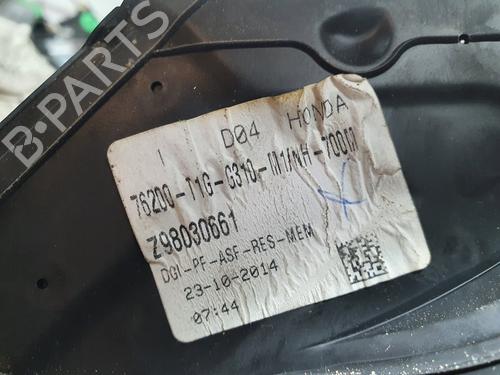 B-PARTS
1 D04 HONDA
76200-T1G-G310-M1/NH-700M
Z98030661
DGI-PF-ASF-RES-MEM
23-10-2014
07:44